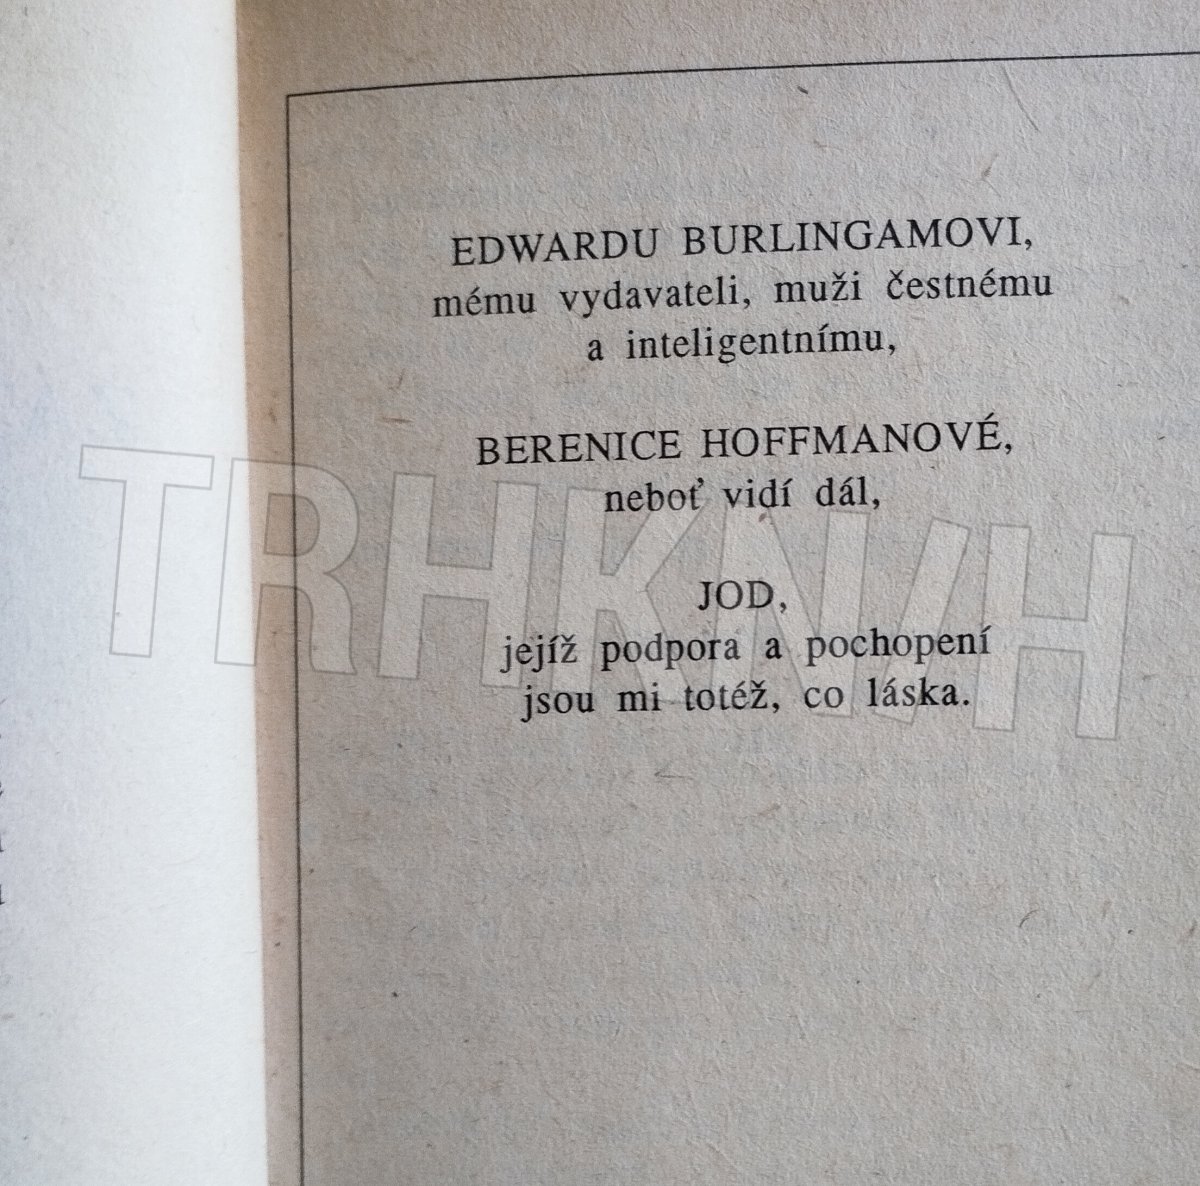 EDWARDU BURLINGAMOVI,
mému vydavateli, muži čestnému
a inteligentnímu,
BERENICE HOFFMANOVÉ,
neboť vidí dál,
JOD,
jejíž podpora a pochopení
jsou mi totéž, co láska.
TRHKNIH